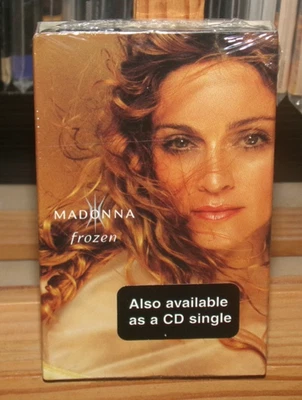 MADONNA
frozen
Also available
as a CD single